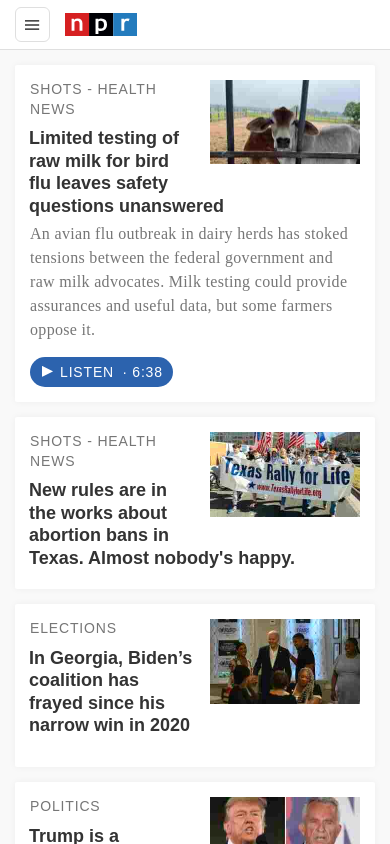 npr
SHOTS - HEALTH
NEWS
Limited testing of
raw milk for bird
flu leaves safety
questions unanswered
An avian flu outbreak in dairy herds has stoked
tensions between the federal government and
raw milk advocates. Milk testing could provide
assurances and useful data, but some farmers
oppose it.
LISTEN · 6:38
SHOTS - HEALTH
NEWS
New rules are in
the works about
abortion bans in
Texas. Almost nobody's happy.
Texas Rally for Life
www.TexasRallyforLife.org
ELECTIONS
In Georgia, Biden’s
coalition has
frayed since his
narrow win in 2020
POLITICS
Trump is a